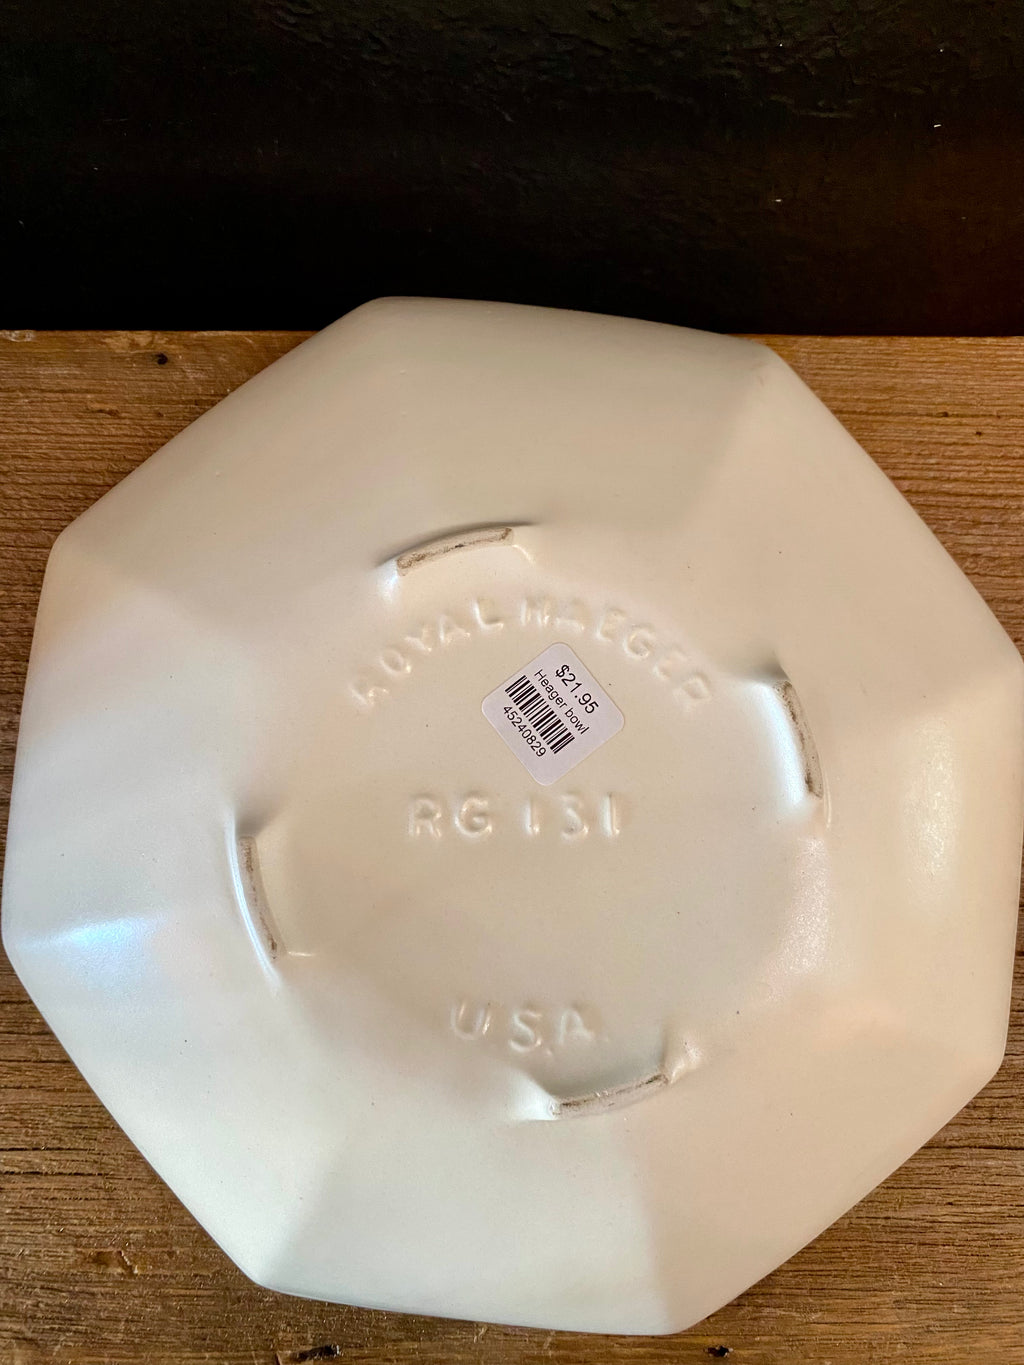 ROYAL HAEGER
$21.95
Heager bowl
45240829
RG 131
U.S.A.